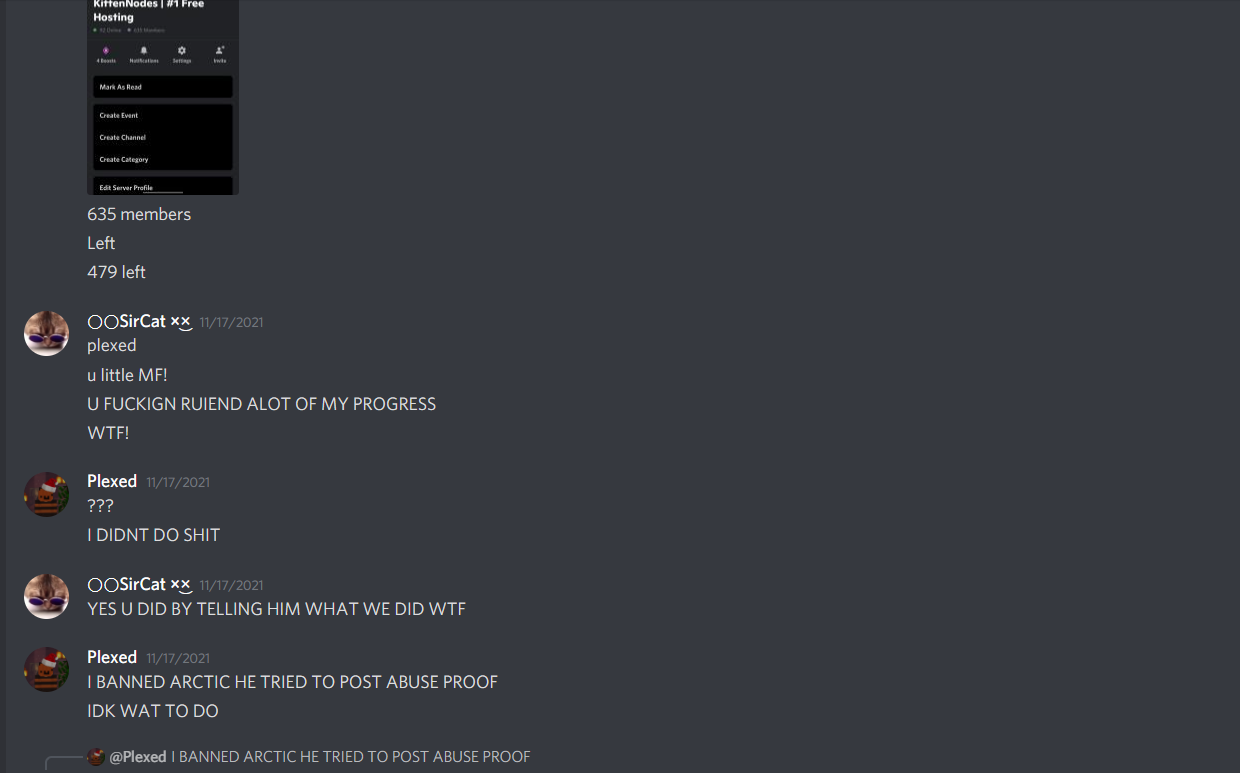 KittenNodes | #1 Free
Hosting
92 Online 635 Members
4 Boosts Notifications Settings Invite
Mark As Read
Create Event
Create Channel
Create Category
Edit Server Profile
635 members
Left
479 left
○○SirCat ×͜× 11/17/2021
plexed
u little MF!
U FUCKIGN RUIEND ALOT OF MY PROGRESS
WTF!
Plexed 11/17/2021
???
I DIDNT DO SHIT
○○SirCat ×͜× 11/17/2021
YES U DID BY TELLING HIM WHAT WE DID WTF
Plexed 11/17/2021
I BANNED ARCTIC HE TRIED TO POST ABUSE PROOF
IDK WAT TO DO
@Plexed I BANNED ARCTIC HE TRIED TO POST ABUSE PROOF